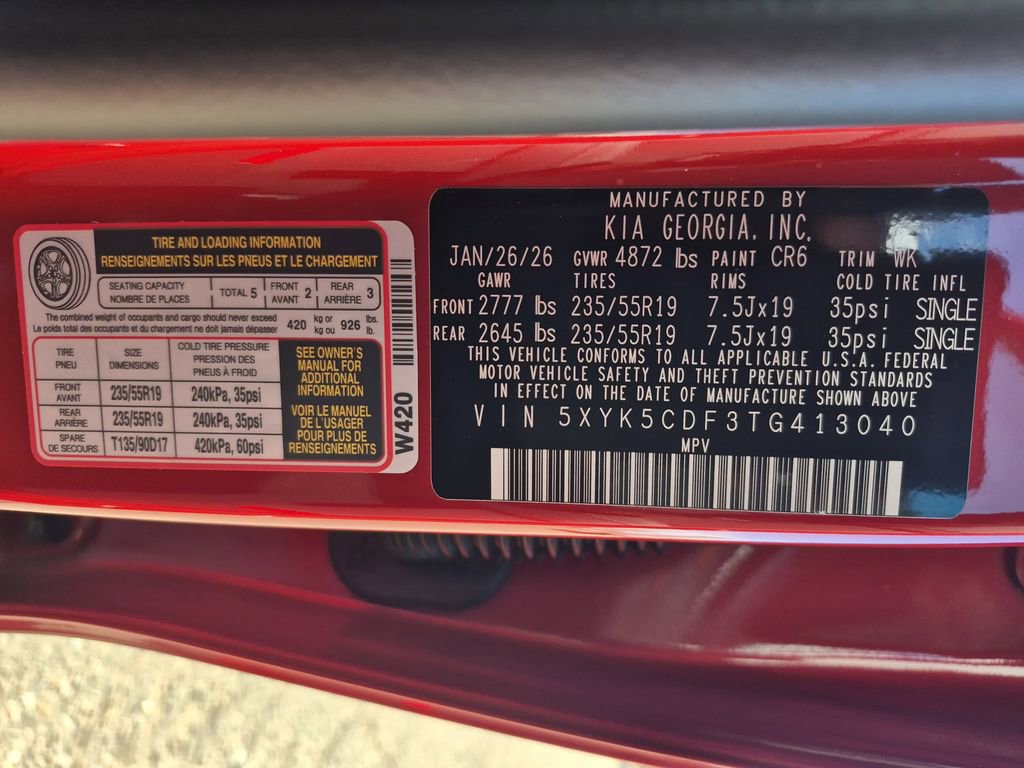 TIRE AND LOADING INFORMATION
RENSEIGNEMENTS SUR LES PNEUS ET LE CHARGEMENT
SEATING CAPACITY
NOMBRE DE PLACES
TOTAL 5
FRONT
AVANT 2
REAR
ARRIÈRE 3
The combined weight of occupants and cargo should never exceed
Le poids total des occupants et du chargement ne doit jamais dépasser
420 kg or
kg ou 926 lbs.
lb.
TIRE
PNEU
SIZE
DIMENSIONS
COLD TIRE PRESSURE
PRESSION DES
PNEUS À FROID
FRONT
AVANT
235/55R19
240kPa, 35psi
REAR
ARRIÈRE
235/55R19
240kPa, 35psi
SPARE
DE SECOURS
T135/90D17
420kPa, 60psi
SEE OWNER'S
MANUAL FOR
ADDITIONAL
INFORMATION
VOIR LE MANUEL
DE L'USAGER
POUR PLUS DE
RENSEIGNEMENTS
W420
MANUFACTURED BY
KIA GEORGIA, INC.
JAN/26/26 GVWR 4872 lbs PAINT CR6 TRIM WK
GAWR TIRES RIMS COLD TIRE INFL
FRONT 2777 lbs 235/55R19 7.5Jx19 35psi SINGLE
REAR 2645 lbs 235/55R19 7.5Jx19 35psi SINGLE
THIS VEHICLE CONFORMS TO ALL APPLICABLE U.S.A. FEDERAL
MOTOR VEHICLE SAFETY AND THEFT PREVENTION STANDARDS
IN EFFECT ON THE DATE OF MANUFACTURE SHOWN ABOVE
VIN 5XYK5CDF3TG413040
MPV